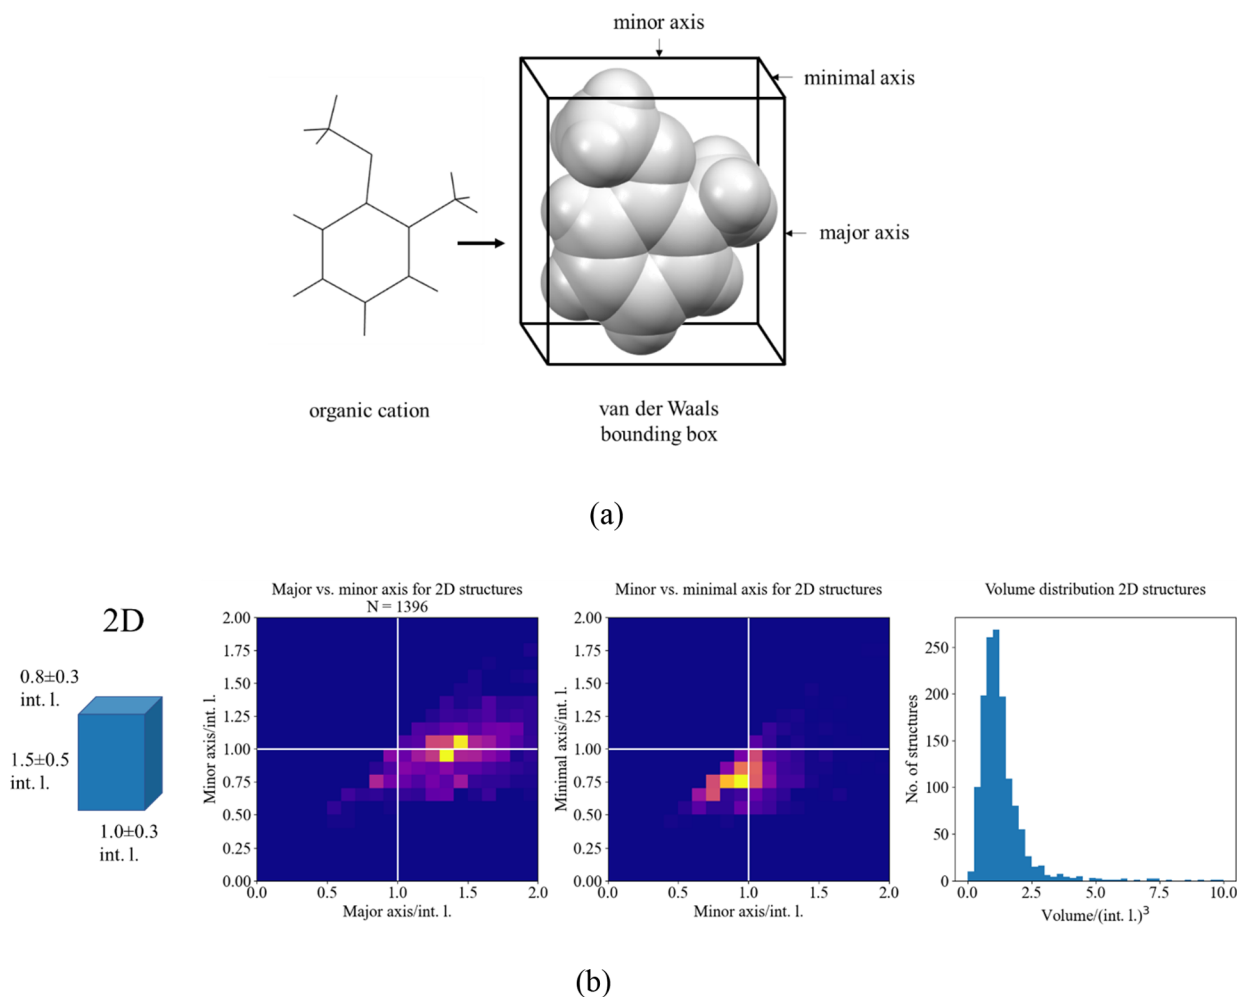 minor axis
minimal axis
major axis
organic cation
van der Waals
bounding box
(a)
2D
0.8±0.3
int. l.
1.5±0.5
int. l.
1.0±0.3
int. l.
Major vs. minor axis for 2D structures
N = 1396
Minor axis/int. l.
2.00
1.75
1.50
1.25
1.00
0.75
0.50
0.25
0.00
0.0 0.5 1.0 1.5 2.0
Major axis/int. l.
Minor vs. minimal axis for 2D structures
Minimal axis/int. l.
2.00
1.75
1.50
1.25
1.00
0.75
0.50
0.25
0.00
0.0 0.5 1.0 1.5 2.0
Minor axis/int. l.
Volume distribution 2D structures
No. of structures
250
200
150
100
50
0
0.0 2.5 5.0 7.5 10.0
Volume/(int. l.)³
(b)